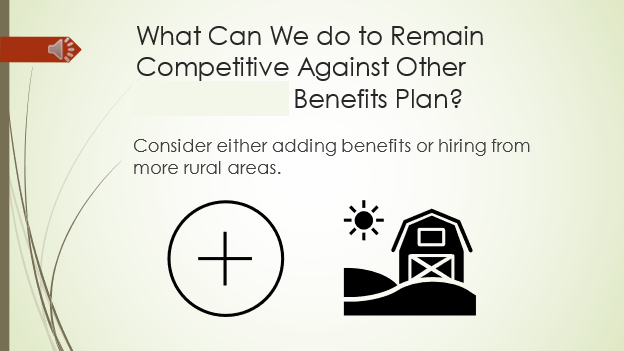 What Can We do to Remain
Competitive Against Other
Benefits Plan?
Consider either adding benefits or hiring from
more rural areas.